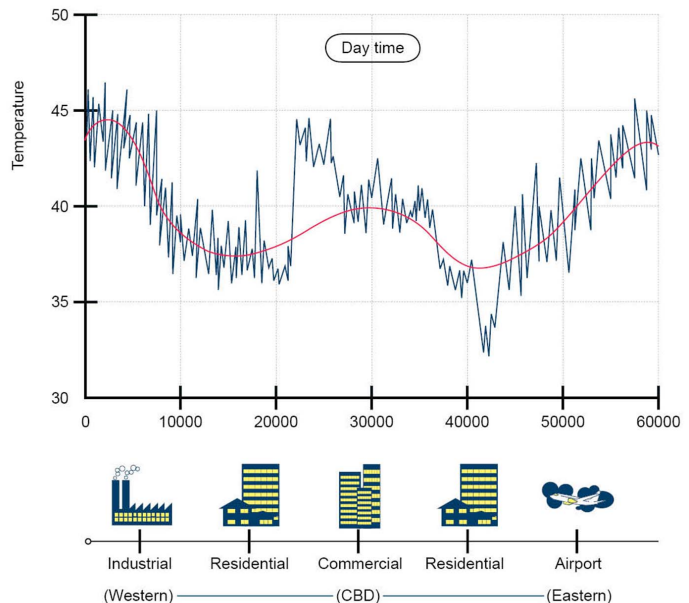 50
Day time
45
Temperature
40
35
30
0 10000 20000 30000 40000 50000 60000
Industrial Residential Commercial Residential Airport
(Western) (CBD) (Eastern)